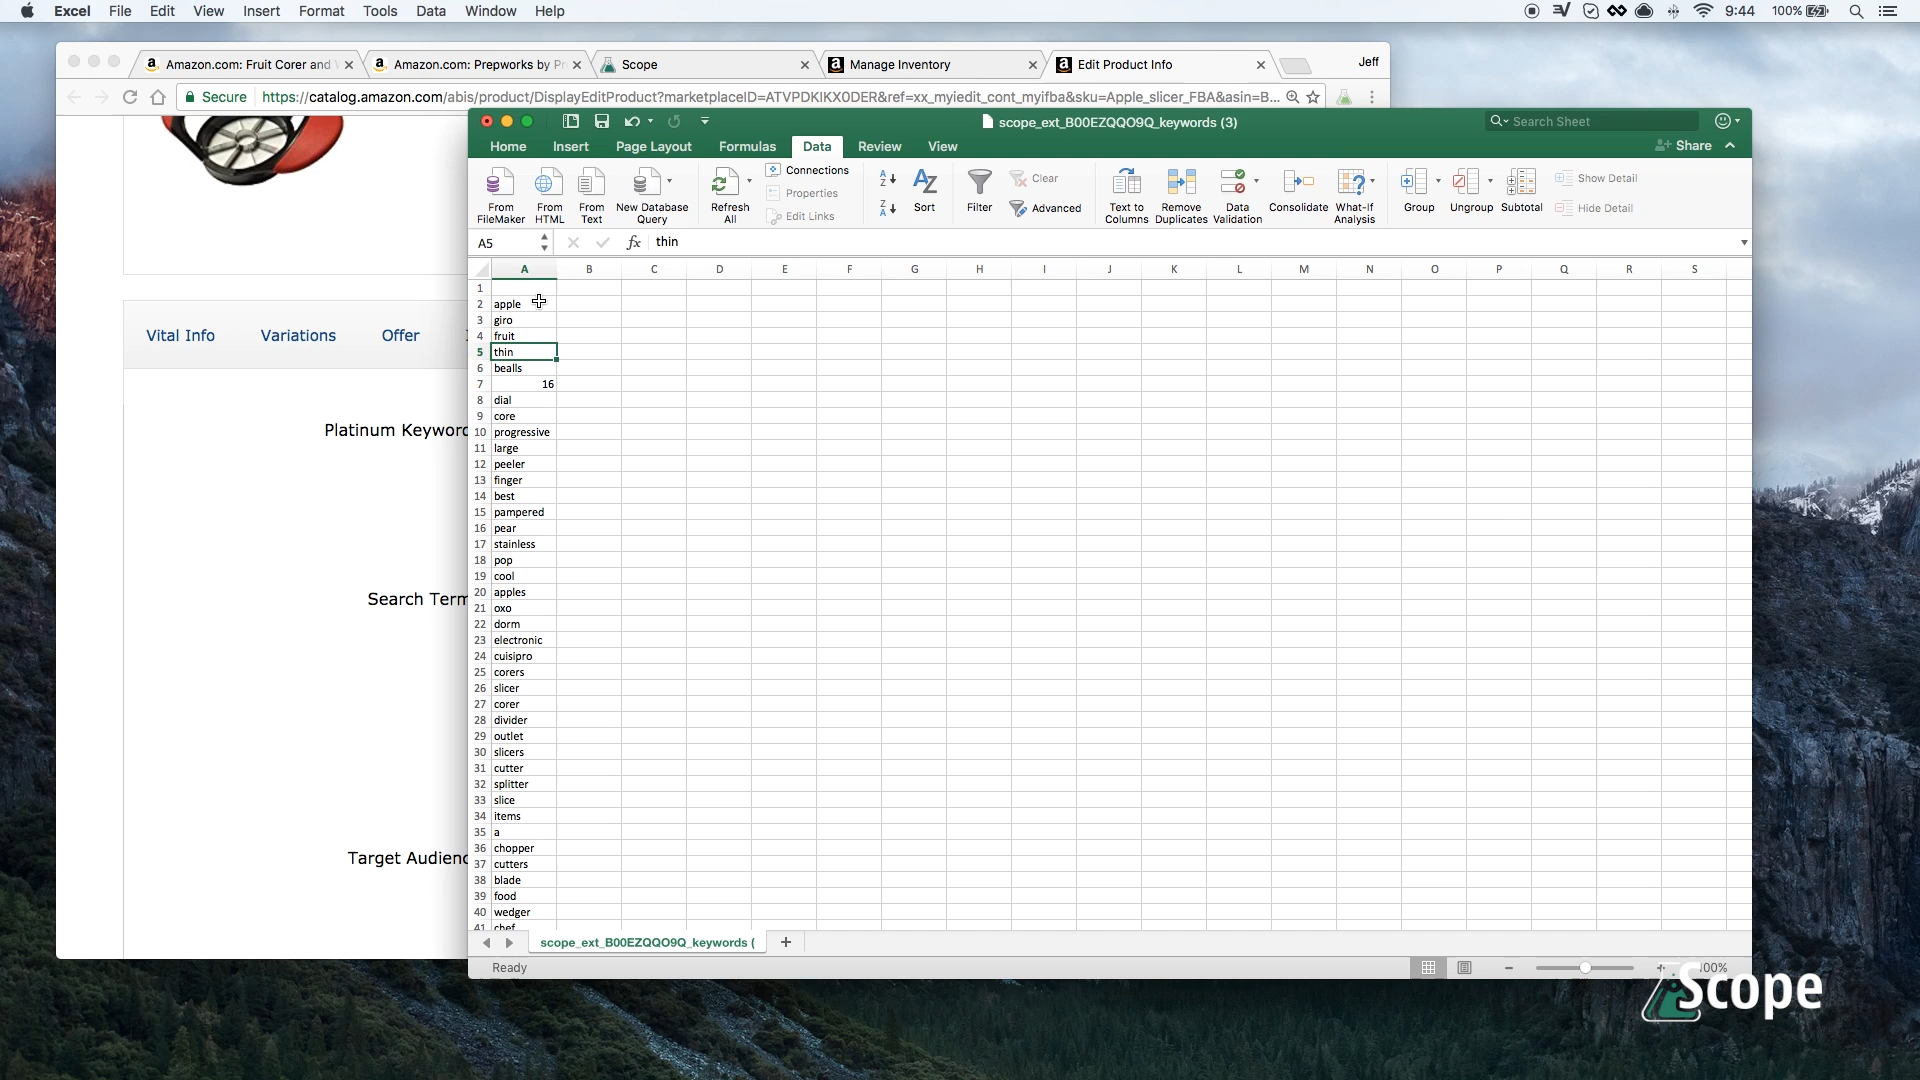 Excel File Edit View Insert Format Tools Data Window Help 9:44 100%
Amazon.com: Fruit Corer and Amazon.com: Prepworks by Pr Scope Manage Inventory Edit Product Info Jeff
Secure https://catalog.amazon.com/abis/product/DisplayEditProduct?marketplaceID=ATVPDKIKX0DER&ref=xx_myiedit_cont_myifba&sku=Apple_slicer_FBA&asin=B...
scope_ext_B00EZQQO9Q_keywords (3) Search Sheet
Home Insert Page Layout Formulas Data Review View Share
Connections
Properties
Edit Links
Clear
Advanced
Show Detail
Hide Detail
From FileMaker From HTML From Text New Database Query Refresh All Sort Filter Text to Columns Remove Duplicates Data Validation Consolidate What-If Analysis Group Ungroup Subtotal
A5 fx thin
A B C D E F G H I J K L M N O P Q R S
1
2 apple
3 giro
4 fruit
5 thin
6 bealls
7 16
8 dial
9 core
10 progressive
11 large
12 peeler
13 finger
14 best
15 pampered
16 pear
17 stainless
18 pop
19 cool
20 apples
21 oxo
22 dorm
23 electronic
24 cuisipro
25 corers
26 slicer
27 corer
28 divider
29 outlet
30 slicers
31 cutter
32 splitter
33 slice
34 items
35 a
36 chopper
37 cutters
38 blade
39 food
40 wedger
41 chef
scope_ext_B00EZQQO9Q_keywords (
Ready
Vital Info Variations Offer
Platinum Keyword
Search Term
Target Audienc
Scope